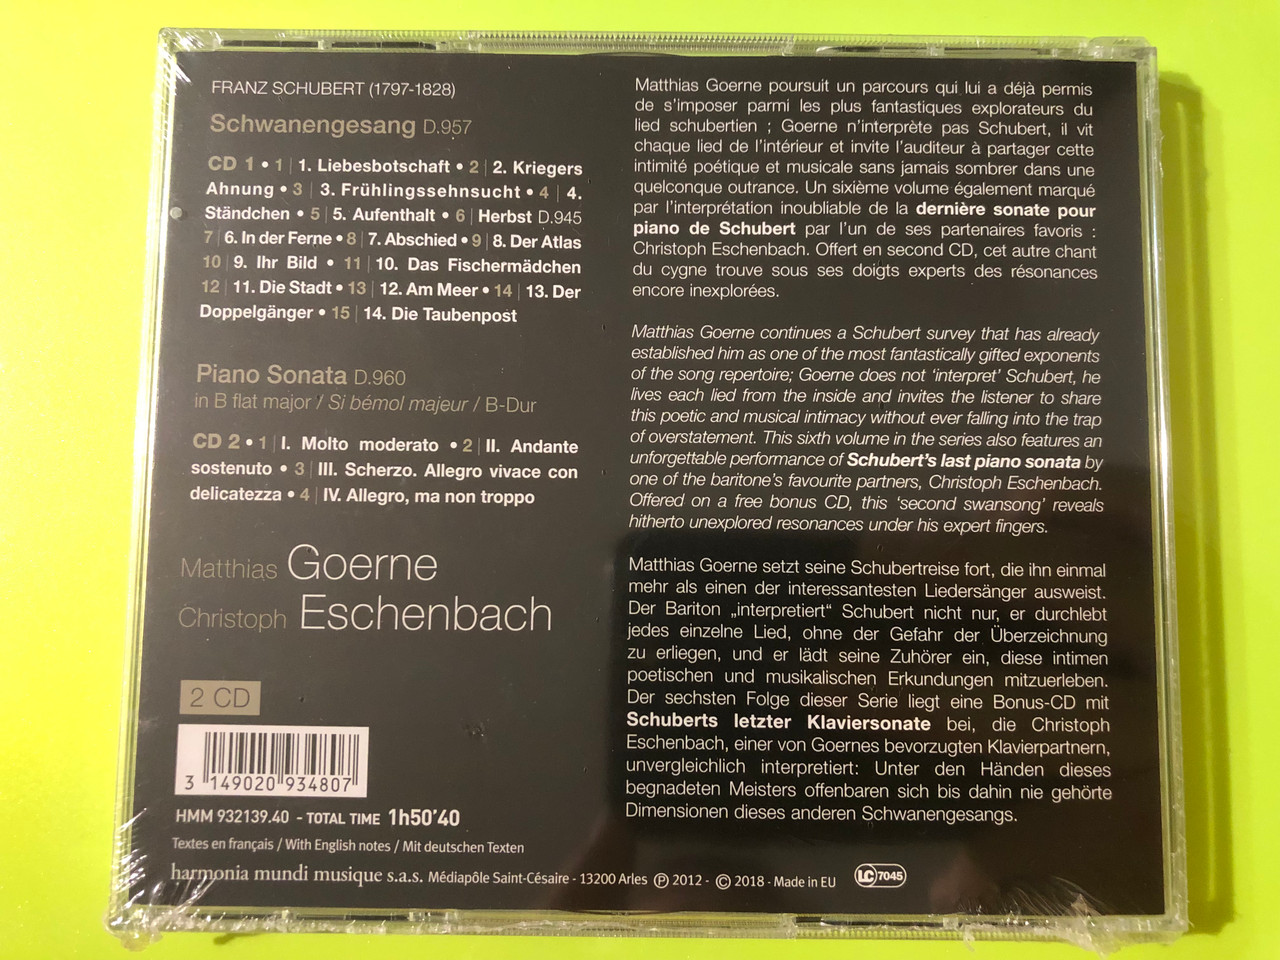 FRANZ SCHUBERT (1797-1828)
Schwanengesang D.957
CD 1 • 1 | 1. Liebesbotschaft • 2 | 2. Kriegers
Ahnung • 3 | 3. Frühlingssehnsucht • 4 | 4.
Ständchen • 5 | 5. Aufenthalt • 6 | Herbst D.945
7 | 6. In der Ferne • 8 | 7. Abschied • 9 | 8. Der Atlas
10 | 9. Ihr Bild • 11 | 10. Das Fischermädchen
12 | 11. Die Stadt • 13 | 12. Am Meer • 14 | 13. Der
Doppelgänger • 15 | 14. Die Taubenpost
Piano Sonata D.960
in B flat major / Si bémol majeur / B-Dur
CD 2 • 1 | I. Molto moderato • 2 | II. Andante
sostenuto • 3 | III. Scherzo. Allegro vivace con
delicatezza • 4 | IV. Allegro, ma non troppo
Matthias Goerne
Christoph Eschenbach
2 CD
3 149020 934807
HMM 932139.40 - TOTAL TIME 1h50'40
Textes en français / With English notes / Mit deutschen Texten
harmonia mundi musique s.a.s. Médiapôle Saint-Césaire - 13200 Arles ℗ 2012 - © 2018 - Made in EU
LC 7045
Matthias Goerne poursuit un parcours qui lui a déjà permis
de s'imposer parmi les plus fantastiques explorateurs du
lied schubertien ; Goerne n'interprète pas Schubert, il vit
chaque lied de l'intérieur et invite l'auditeur à partager cette
intimité poétique et musicale sans jamais sombrer dans une
quelconque outrance. Un sixième volume également marqué
par l'interprétation inoubliable de la dernière sonate pour
piano de Schubert par l'un de ses partenaires favoris :
Christoph Eschenbach. Offert en second CD, cet autre chant
du cygne trouve sous ses doigts experts des résonances
encore inexplorées.
Matthias Goerne continues a Schubert survey that has already
established him as one of the most fantastically gifted exponents
of the song repertoire; Goerne does not 'interpret' Schubert, he
lives each lied from the inside and invites the listener to share
this poetic and musical intimacy without ever falling into the trap
of overstatement. This sixth volume in the series also features an
unforgettable performance of Schubert's last piano sonata by
one of the baritone's favourite partners, Christoph Eschenbach.
Offered on a free bonus CD, this 'second swansong' reveals
hitherto unexplored resonances under his expert fingers.
Matthias Goerne setzt seine Schubertreise fort, die ihn einmal
mehr als einen der interessantesten Liedersänger ausweist.
Der Bariton „interpretiert“ Schubert nicht nur, er durchlebt
jedes einzelne Lied, ohne der Gefahr der Überzeichnung
zu erliegen, und er lädt seine Zuhörer ein, diese intimen
poetischen und musikalischen Erkundungen mitzuerleben.
Der sechsten Folge dieser Serie liegt eine Bonus-CD mit
Schuberts letzter Klaviersonate bei, die Christoph
Eschenbach, einer von Goernes bevorzugten Klavierpartnern,
unvergleichlich interpretiert: Unter den Händen dieses
begnadeten Meisters offenbaren sich bis dahin nie gehörte
Dimensionen dieses anderen Schwanengesangs.